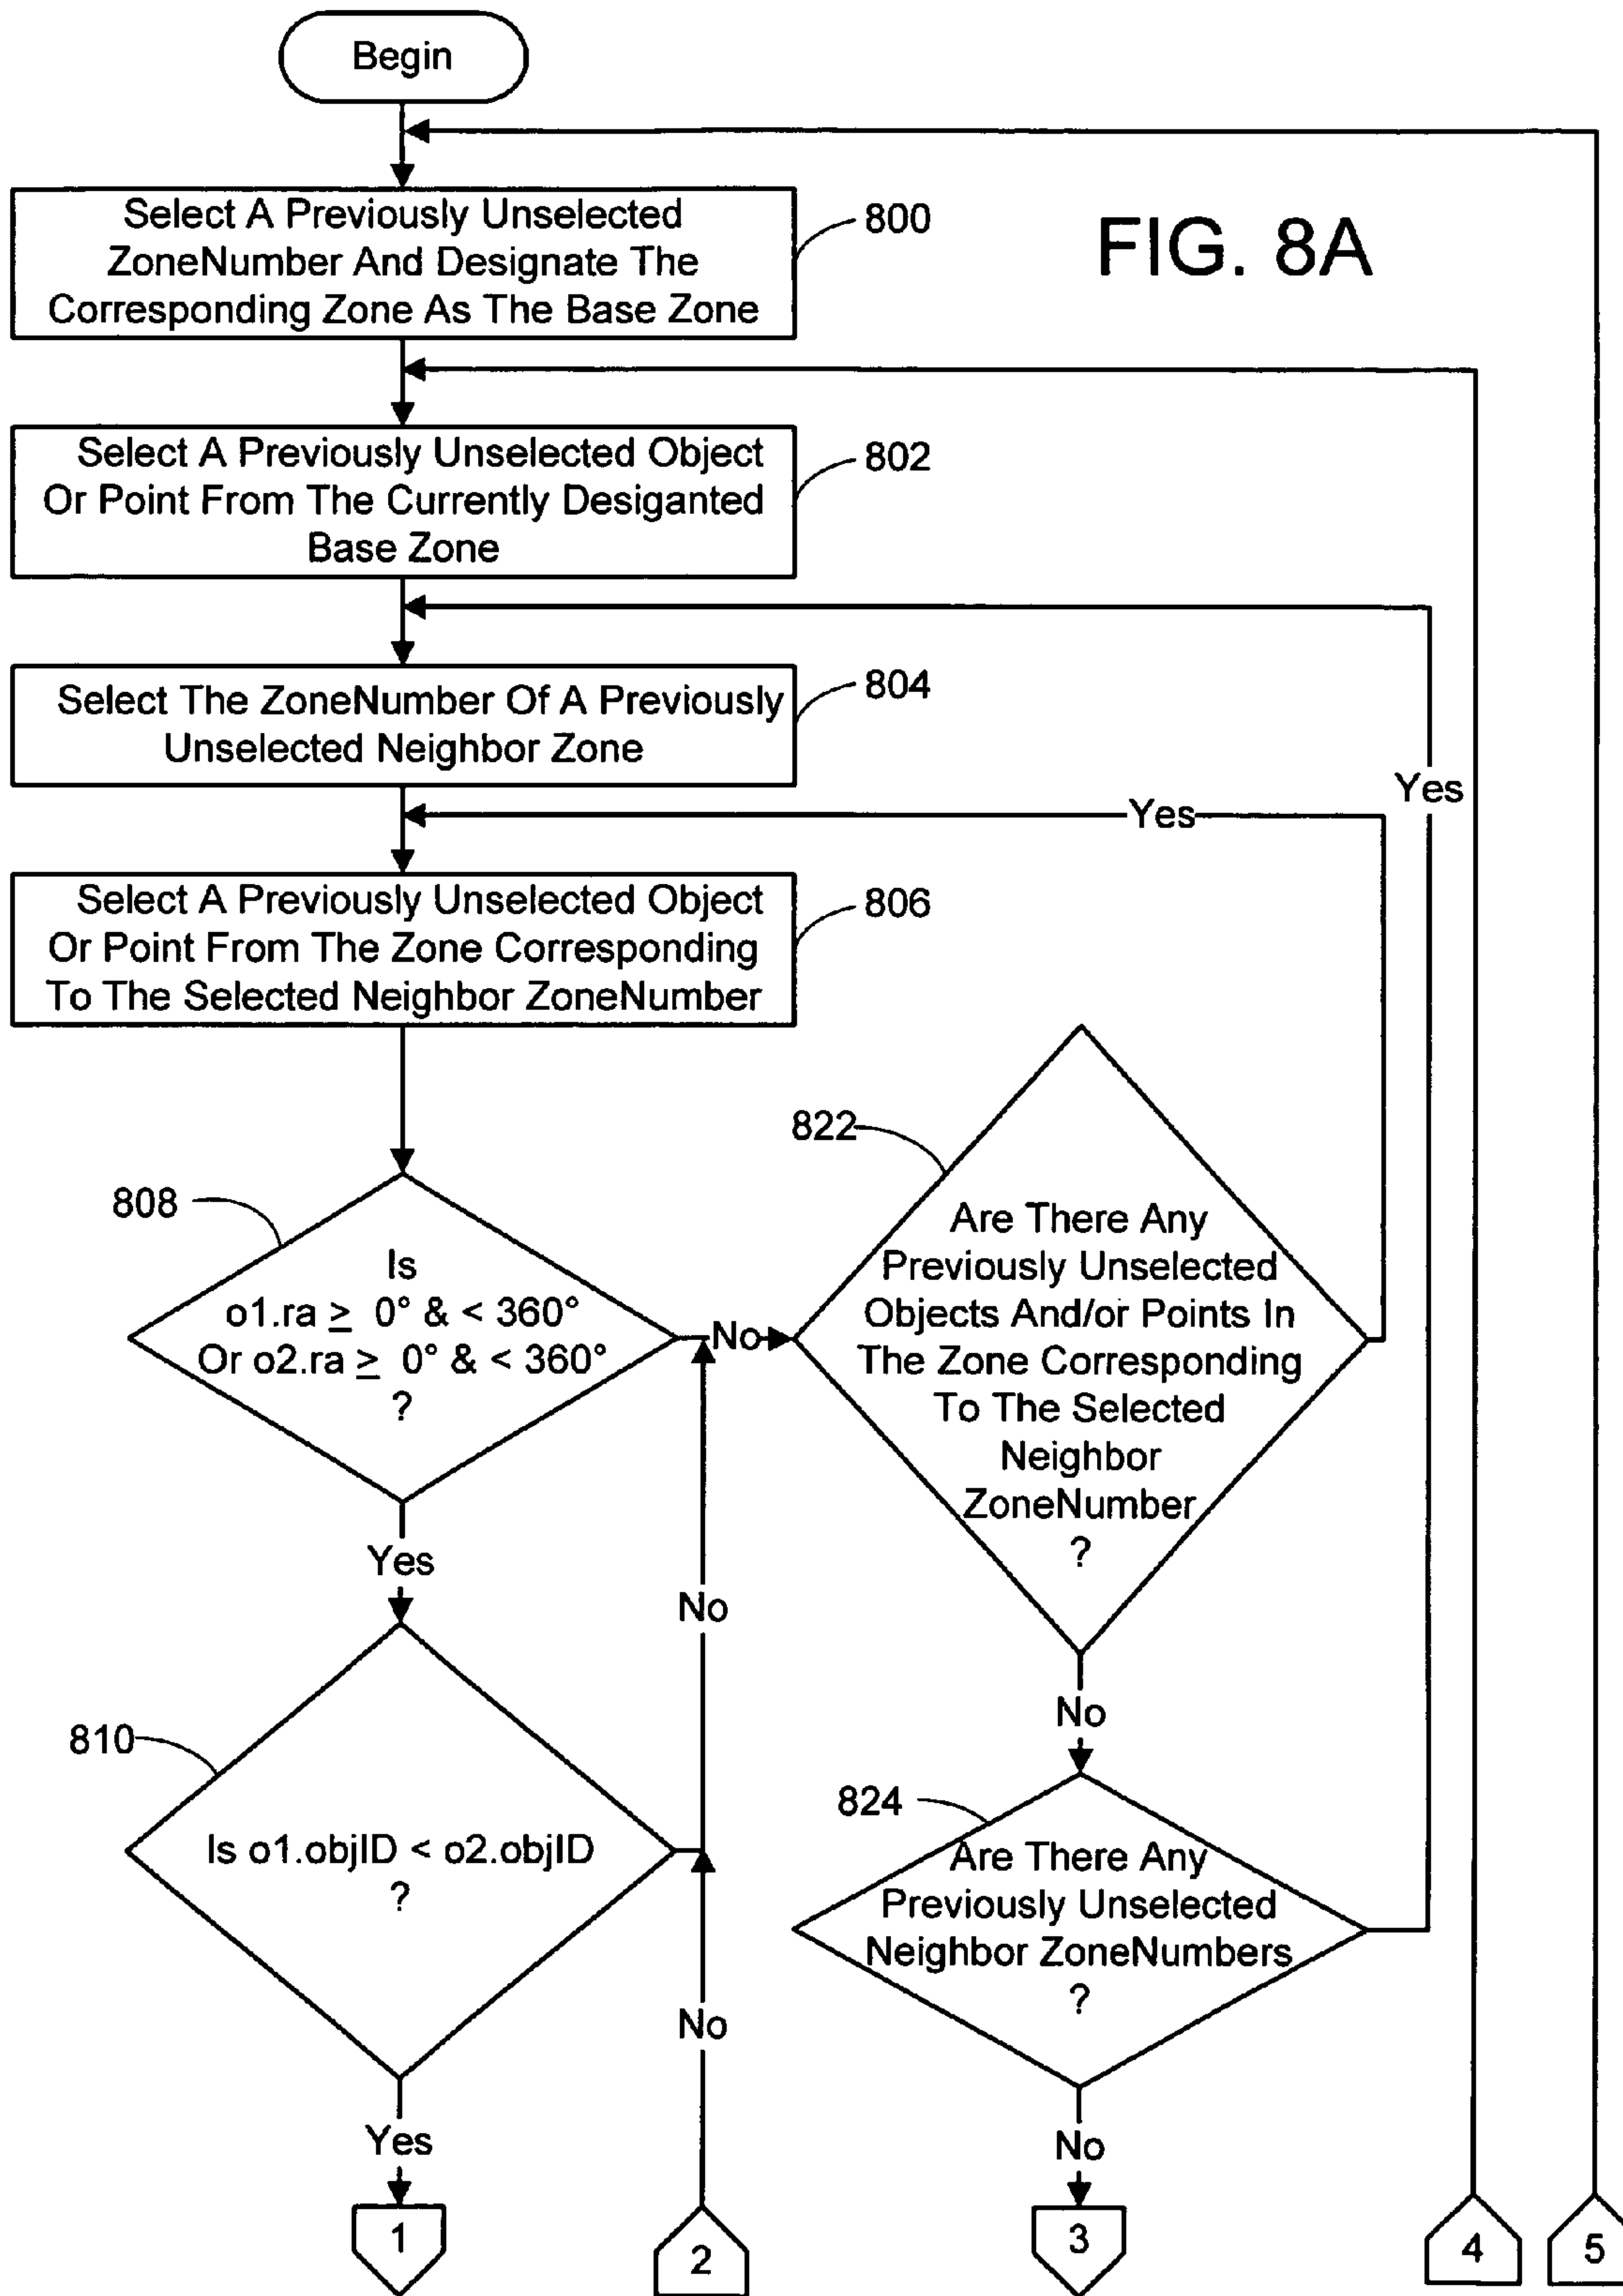 Begin
Select A Previously Unselected
ZoneNumber And Designate The
Corresponding Zone As The Base Zone
800
FIG. 8A
Select A Previously Unselected Object
Or Point From The Currently Desiganted
Base Zone
802
Select The ZoneNumber Of A Previously
Unselected Neighbor Zone
804
Yes
Yes
Select A Previously Unselected Object
Or Point From The Zone Corresponding
To The Selected Neighbor ZoneNumber
806
808
Is
o1.ra ≥ 0° & < 360°
Or o2.ra ≥ 0° & < 360°
?
No
822
Are There Any
Previously Unselected
Objects And/or Points In
The Zone Corresponding
To The Selected
Neighbor
ZoneNumber
?
Yes
No
No
810
Is o1.objID < o2.objID
?
824
Are There Any
Previously Unselected
Neighbor ZoneNumbers
?
No
Yes
No
1
2
3
4
5